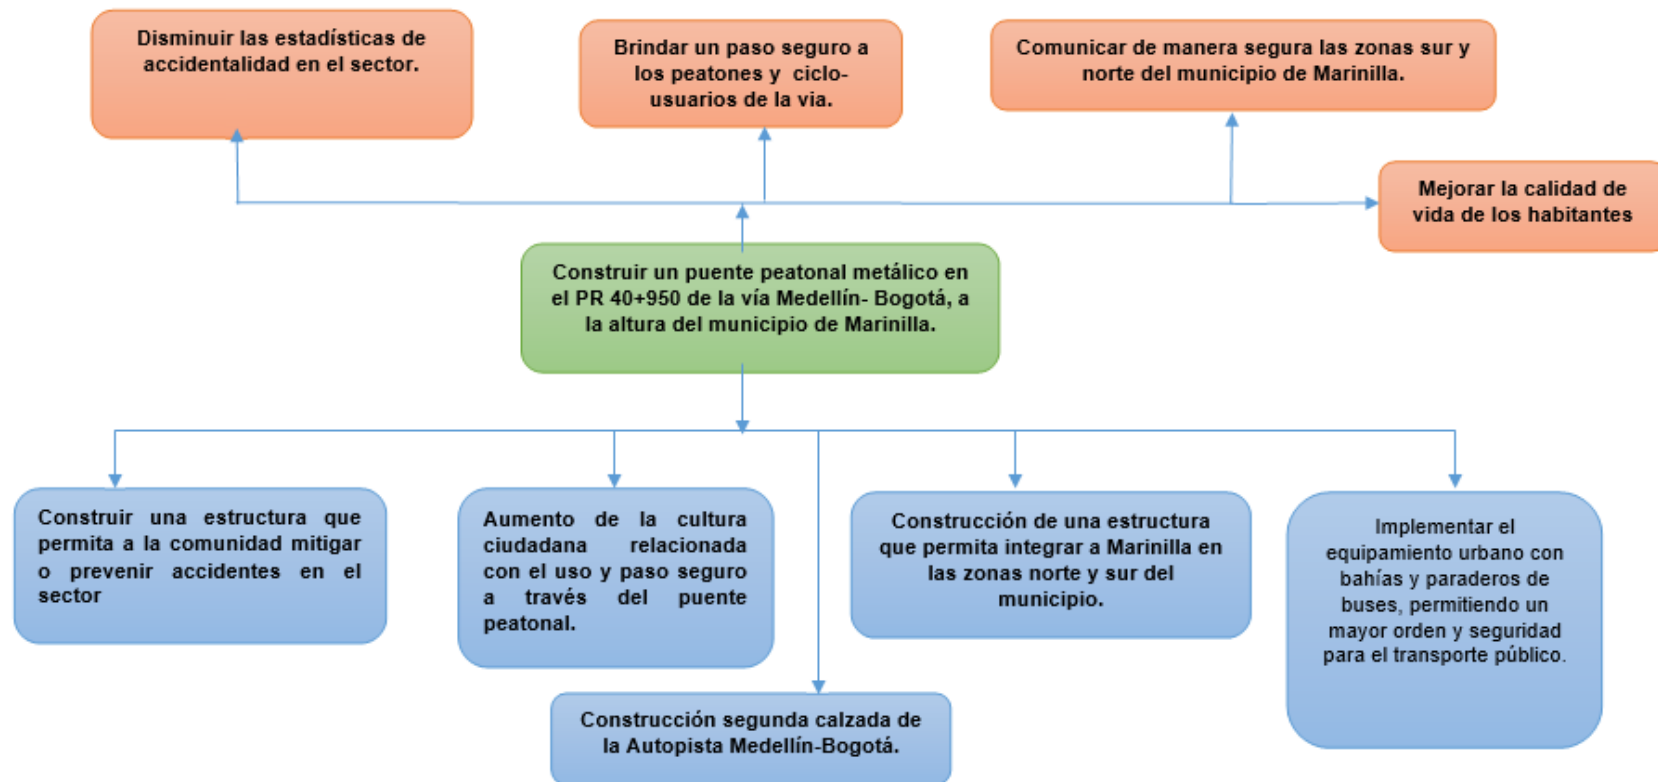 Disminuir las estadísticas de
accidentalidad en el sector.
Brindar un paso seguro a
los peatones y ciclo-
usuarios de la via.
Comunicar de manera segura las zonas sur y
norte del municipio de Marinilla.
Mejorar la calidad de
vida de los habitantes
Construir un puente peatonal metálico en
el PR 40+950 de la vía Medellín- Bogotá, a
la altura del municipio de Marinilla.
Construir una estructura que
permita a la comunidad mitigar
o prevenir accidentes en el
sector
Aumento de la cultura
ciudadana relacionada
con el uso y paso seguro
a través del puente
peatonal.
Construcción de una estructura
que permita integrar a Marinilla en
las zonas norte y sur del
municipio.
Implementar el
equipamiento urbano con
bahías y paraderos de
buses, permitiendo un
mayor orden y seguridad
para el transporte público.
Construcción segunda calzada de
la Autopista Medellín-Bogotá.